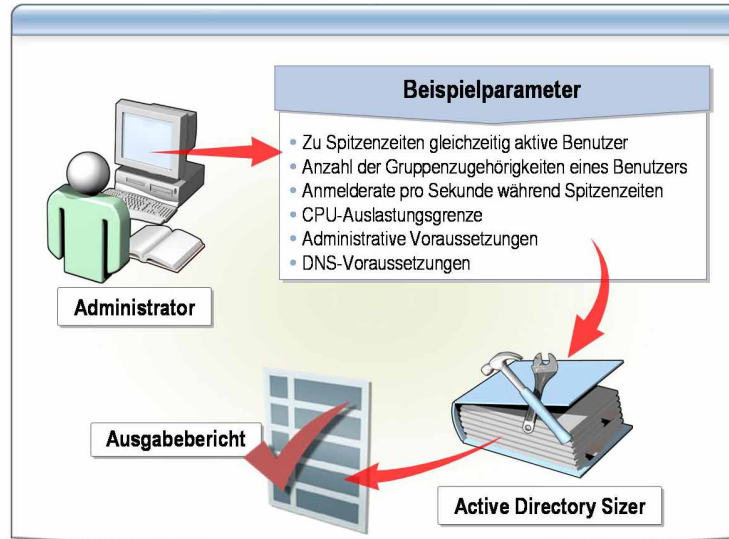 Beispielparameter
Zu Spitzenzeiten gleichzeitig aktive Benutzer
Anzahl der Gruppenzugehörigkeiten eines Benutzers
Anmelderate pro Sekunde während Spitzenzeiten
CPU-Auslastungsgrenze
Administrative Voraussetzungen
DNS-Voraussetzungen
Administrator
Ausgabebericht
Active Directory Sizer